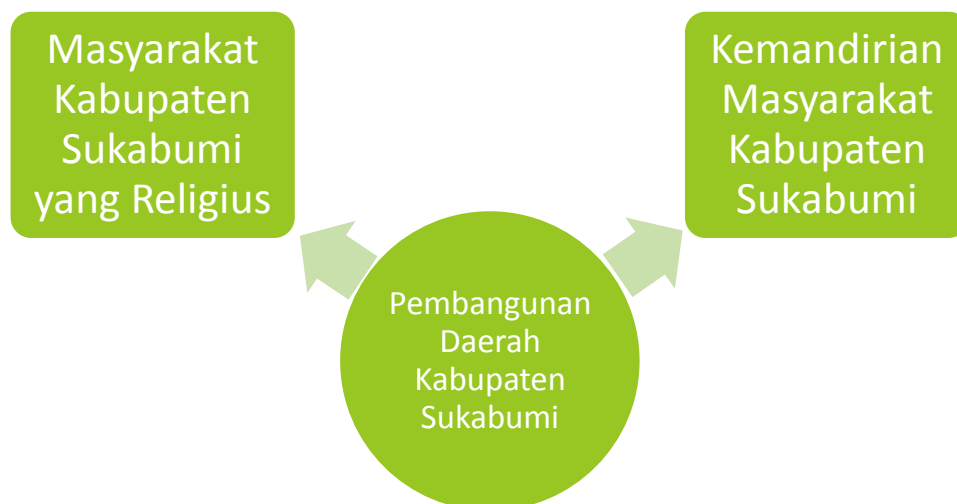 Masyarakat
Kabupaten
Sukabumi
yang Religius
Kemandirian
Masyarakat
Kabupaten
Sukabumi
Pembangunan
Daerah
Kabupaten
Sukabumi